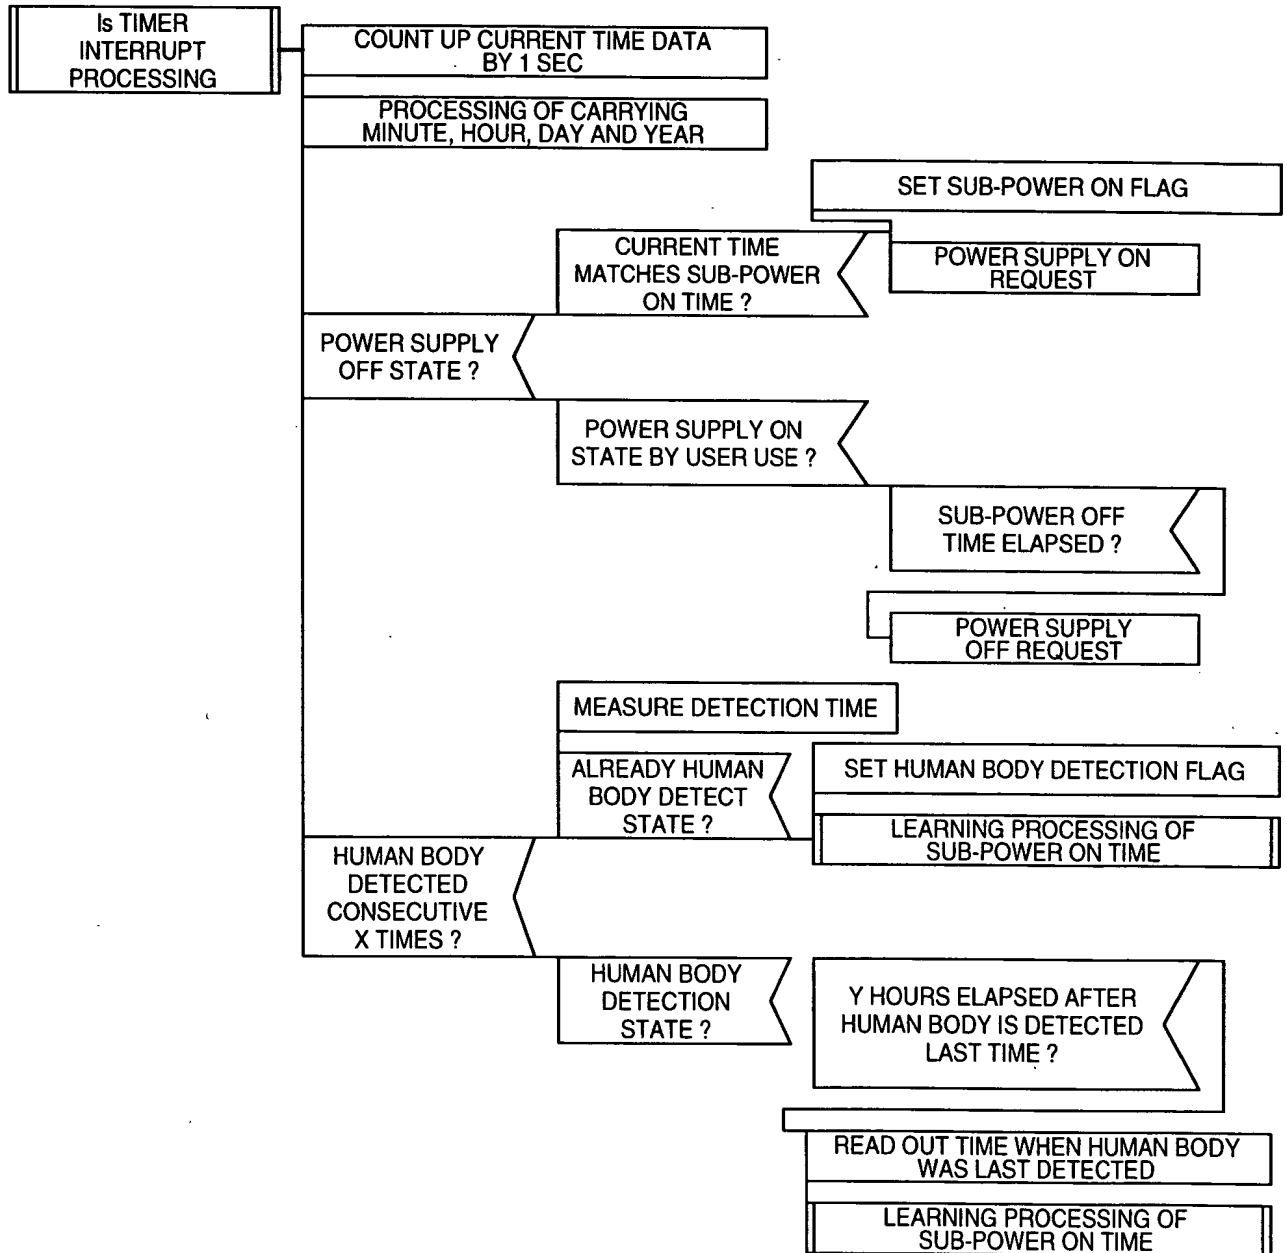 Is TIMER
INTERRUPT
PROCESSING
COUNT UP CURRENT TIME DATA
BY 1 SEC
PROCESSING OF CARRYING
MINUTE, HOUR, DAY AND YEAR
SET SUB-POWER ON FLAG
CURRENT TIME
MATCHES SUB-POWER
ON TIME ?
POWER SUPPLY ON
REQUEST
POWER SUPPLY
OFF STATE ?
POWER SUPPLY ON
STATE BY USER USE ?
SUB-POWER OFF
TIME ELAPSED ?
POWER SUPPLY
OFF REQUEST
MEASURE DETECTION TIME
ALREADY HUMAN
BODY DETECT
STATE ?
SET HUMAN BODY DETECTION FLAG
LEARNING PROCESSING OF
SUB-POWER ON TIME
HUMAN BODY
DETECTED
CONSECUTIVE
X TIMES ?
HUMAN BODY
DETECTION
STATE ?
Y HOURS ELAPSED AFTER
HUMAN BODY IS DETECTED
LAST TIME ?
READ OUT TIME WHEN HUMAN BODY
WAS LAST DETECTED
LEARNING PROCESSING OF
SUB-POWER ON TIME